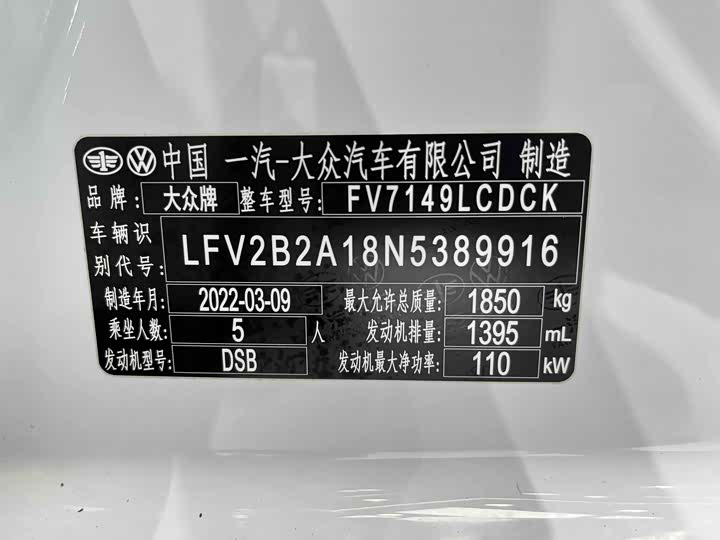 中国 一汽-大众汽车有限公司 制造
品牌: 大众牌 整车型号: FV7149LCDCK
车辆识别代号: LFV2B2A18N5389916
制造年月: 2022-03-09 最大允许总质量: 1850 kg
乘坐人数: 5 人 发动机排量: 1395 mL
发动机型号: DSB 发动机最大净功率: 110 kW